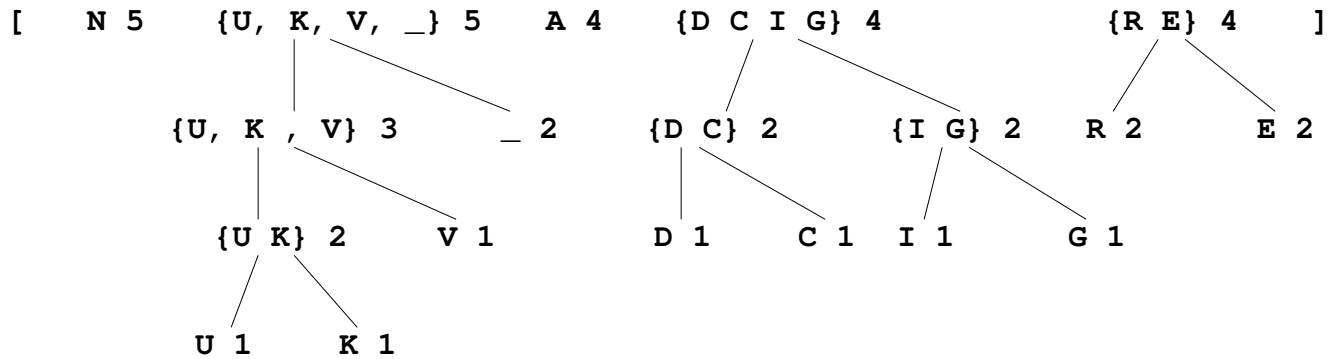 [ N 5 {U, K, V, _} 5 A 4 {D C I G} 4 {R E} 4 ]
{U, K , V} 3 _ 2 {D C} 2 {I G} 2 R 2 E 2
{U K} 2 V 1 D 1 C 1 I 1 G 1
U 1 K 1